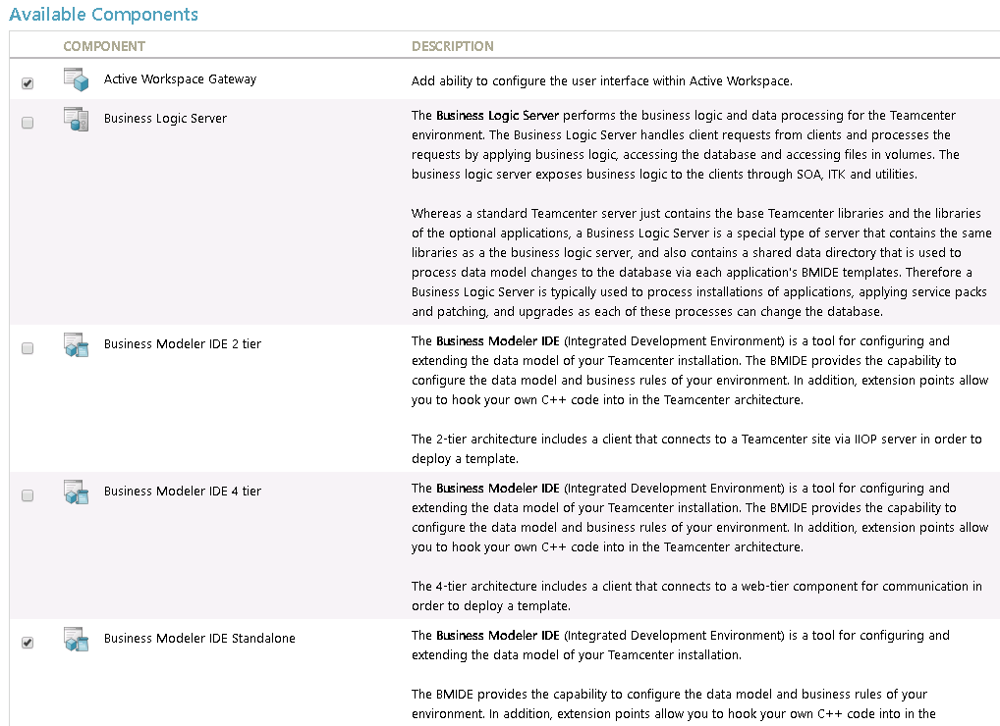 Available Components
COMPONENT DESCRIPTION
Active Workspace Gateway
Add ability to configure the user interface within Active Workspace.
Business Logic Server
The Business Logic Server performs the business logic and data processing for the Teamcenter
environment. The Business Logic Server handles client requests from clients and processes the
requests by applying business logic, accessing the database and accessing files in volumes. The
business logic server exposes business logic to the clients through SOA, ITK and utilities.
Whereas a standard Teamcenter server just contains the base Teamcenter libraries and the libraries
of the optional applications, a Business Logic Server is a special type of server that contains the same
libraries as a the business logic server, and also contains a shared data directory that is used to
process data model changes to the database via each application's BMIDE templates. Therefore a
Business Logic Server is typically used to process installations of applications, applying service packs
and patching, and upgrades as each of these processes can change the database.
Business Modeler IDE 2 tier
The Business Modeler IDE (Integrated Development Environment) is a tool for configuring and
extending the data model of your Teamcenter installation. The BMIDE provides the capability to
configure the data model and business rules of your environment. In addition, extension points allow
you to hook your own C++ code into in the Teamcenter architecture.
The 2-tier architecture includes a client that connects to a Teamcenter site via IIOP server in order to
deploy a template.
Business Modeler IDE 4 tier
The Business Modeler IDE (Integrated Development Environment) is a tool for configuring and
extending the data model of your Teamcenter installation. The BMIDE provides the capability to
configure the data model and business rules of your environment. In addition, extension points allow
you to hook your own C++ code into in the Teamcenter architecture.
The 4-tier architecture includes a client that connects to a web-tier component for communication in
order to deploy a template.
Business Modeler IDE Standalone
The Business Modeler IDE (Integrated Development Environment) is a tool for configuring and
extending the data model of your Teamcenter installation.
The BMIDE provides the capability to configure the data model and business rules of your
environment. In addition, extension points allow you to hook your own C++ code into in the